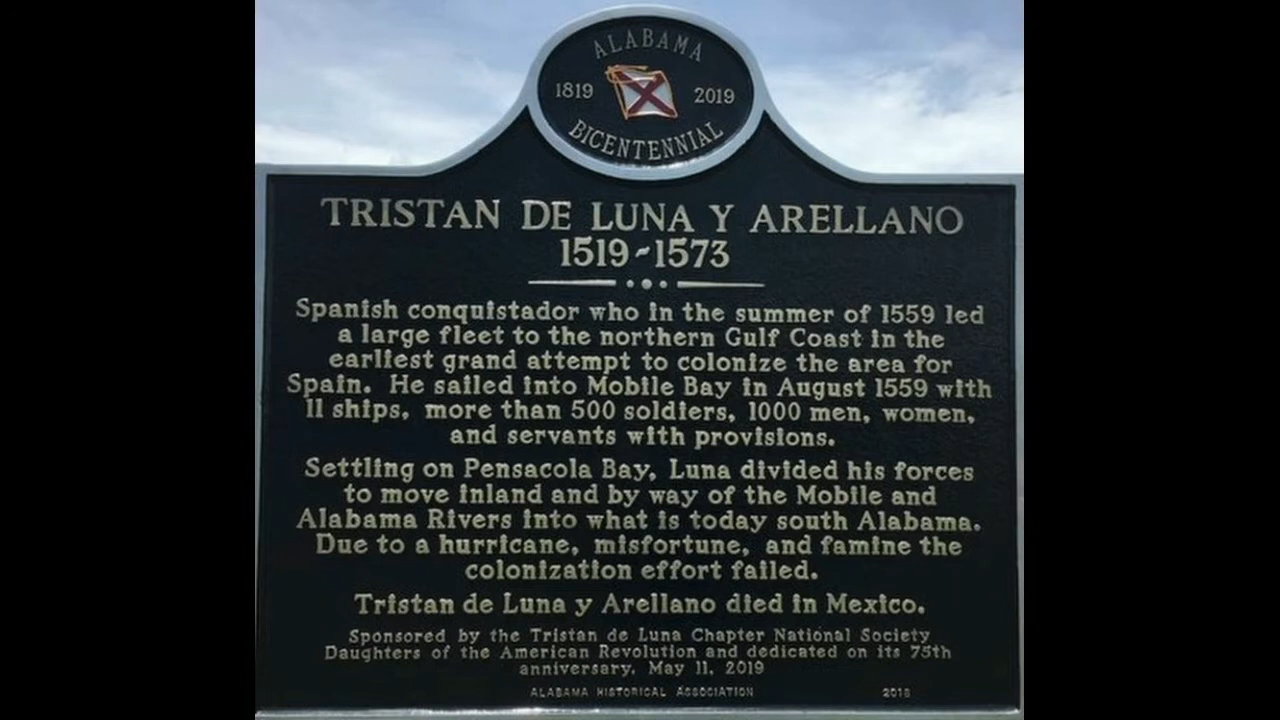 ALABAMA
1819 2019
BICENTENNIAL
TRISTAN DE LUNA Y ARELLANO
1519~1573
Spanish conquistador who in the summer of 1559 led
a large fleet to the northern Gulf Coast in the
earliest grand attempt to colonize the area for
Spain. He sailed into Mobile Bay in August 1559 with
11 ships, more than 500 soldiers, 1000 men, women,
and servants with provisions.
Settling on Pensacola Bay, Luna divided his forces
to move inland and by way of the Mobile and
Alabama Rivers into what is today south Alabama.
Due to a hurricane, misfortune, and famine the
colonization effort failed.
Tristan de Luna y Arellano died in Mexico.
Sponsored by the Tristan de Luna Chapter National Society
Daughters of the American Revolution and dedicated on its 75th
anniversary. May 11, 2019
ALABAMA HISTORICAL ASSOCIATION 2018